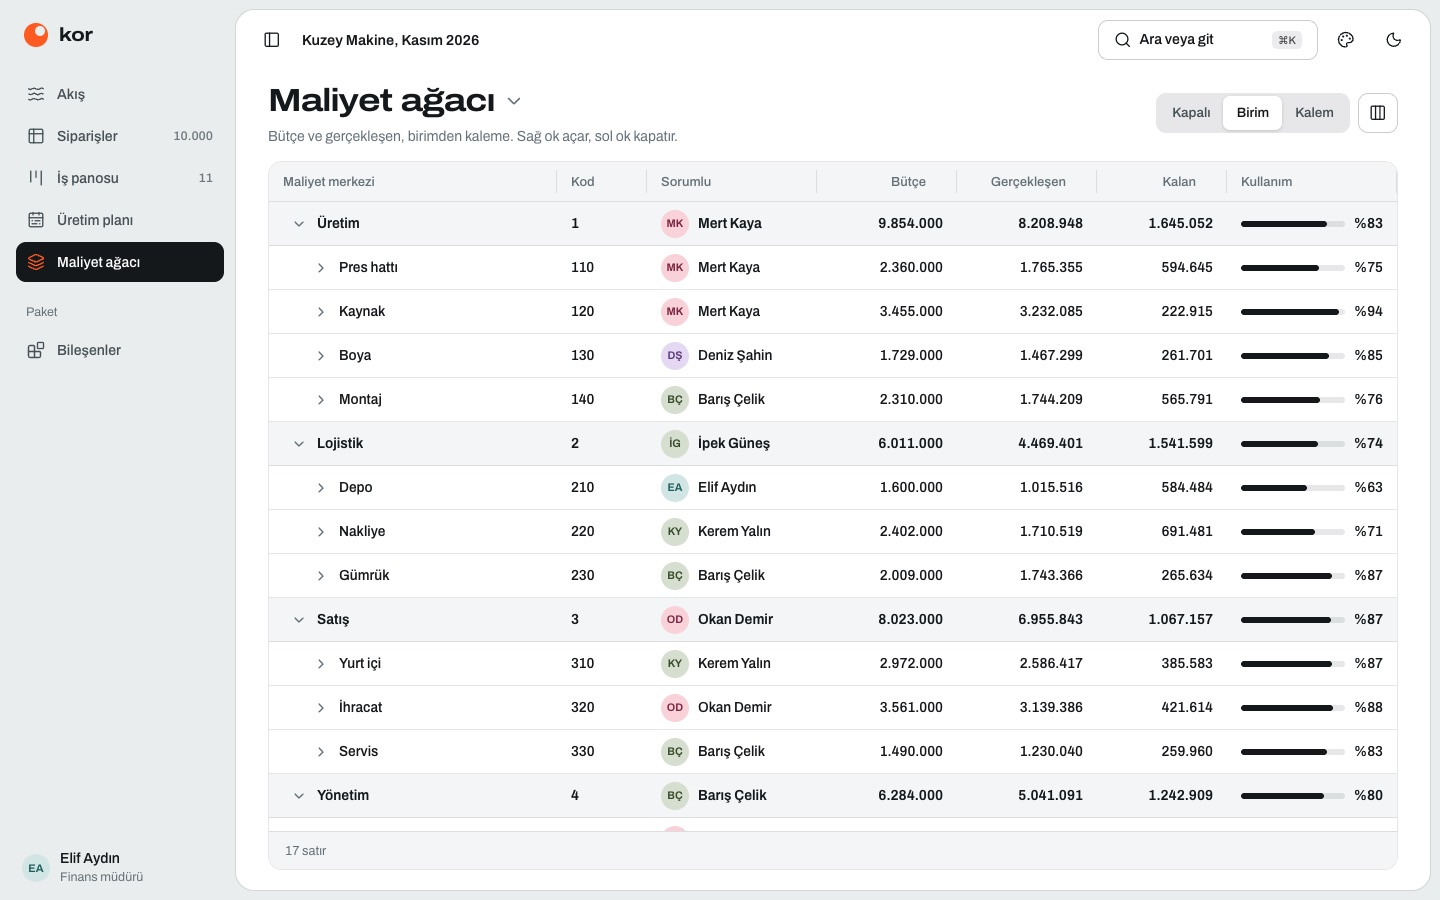 kor
Kuzey Makine, Kasım 2026
Ara veya git ⌘K
Akış
Siparişler 10.000
İş panosu 11
Üretim planı
Maliyet ağacı
Paket
Bileşenler
Elif Aydın
EA
Finans müdürü
Maliyet ağacı
Bütçe ve gerçekleşen, birimden kaleme. Sağ ok açar, sol ok kapatır.
Kapalı Birim Kalem
Maliyet merkezi Kod Sorumlu Bütçe Gerçekleşen Kalan Kullanım
Üretim 1 MK Mert Kaya 9.854.000 8.208.948 1.645.052 %83
Pres hattı 110 MK Mert Kaya 2.360.000 1.765.355 594.645 %75
Kaynak 120 MK Mert Kaya 3.455.000 3.232.085 222.915 %94
Boya 130 DŞ Deniz Şahin 1.729.000 1.467.299 261.701 %85
Montaj 140 BÇ Barış Çelik 2.310.000 1.744.209 565.791 %76
Lojistik 2 İG İpek Güneş 6.011.000 4.469.401 1.541.599 %74
Depo 210 EA Elif Aydın 1.600.000 1.015.516 584.484 %63
Nakliye 220 KY Kerem Yalın 2.402.000 1.710.519 691.481 %71
Gümrük 230 BÇ Barış Çelik 2.009.000 1.743.366 265.634 %87
Satış 3 OD Okan Demir 8.023.000 6.955.843 1.067.157 %87
Yurt içi 310 KY Kerem Yalın 2.972.000 2.586.417 385.583 %87
İhracat 320 OD Okan Demir 3.561.000 3.139.386 421.614 %88
Servis 330 BÇ Barış Çelik 1.490.000 1.230.040 259.960 %83
Yönetim 4 BÇ Barış Çelik 6.284.000 5.041.091 1.242.909 %80
17 satır